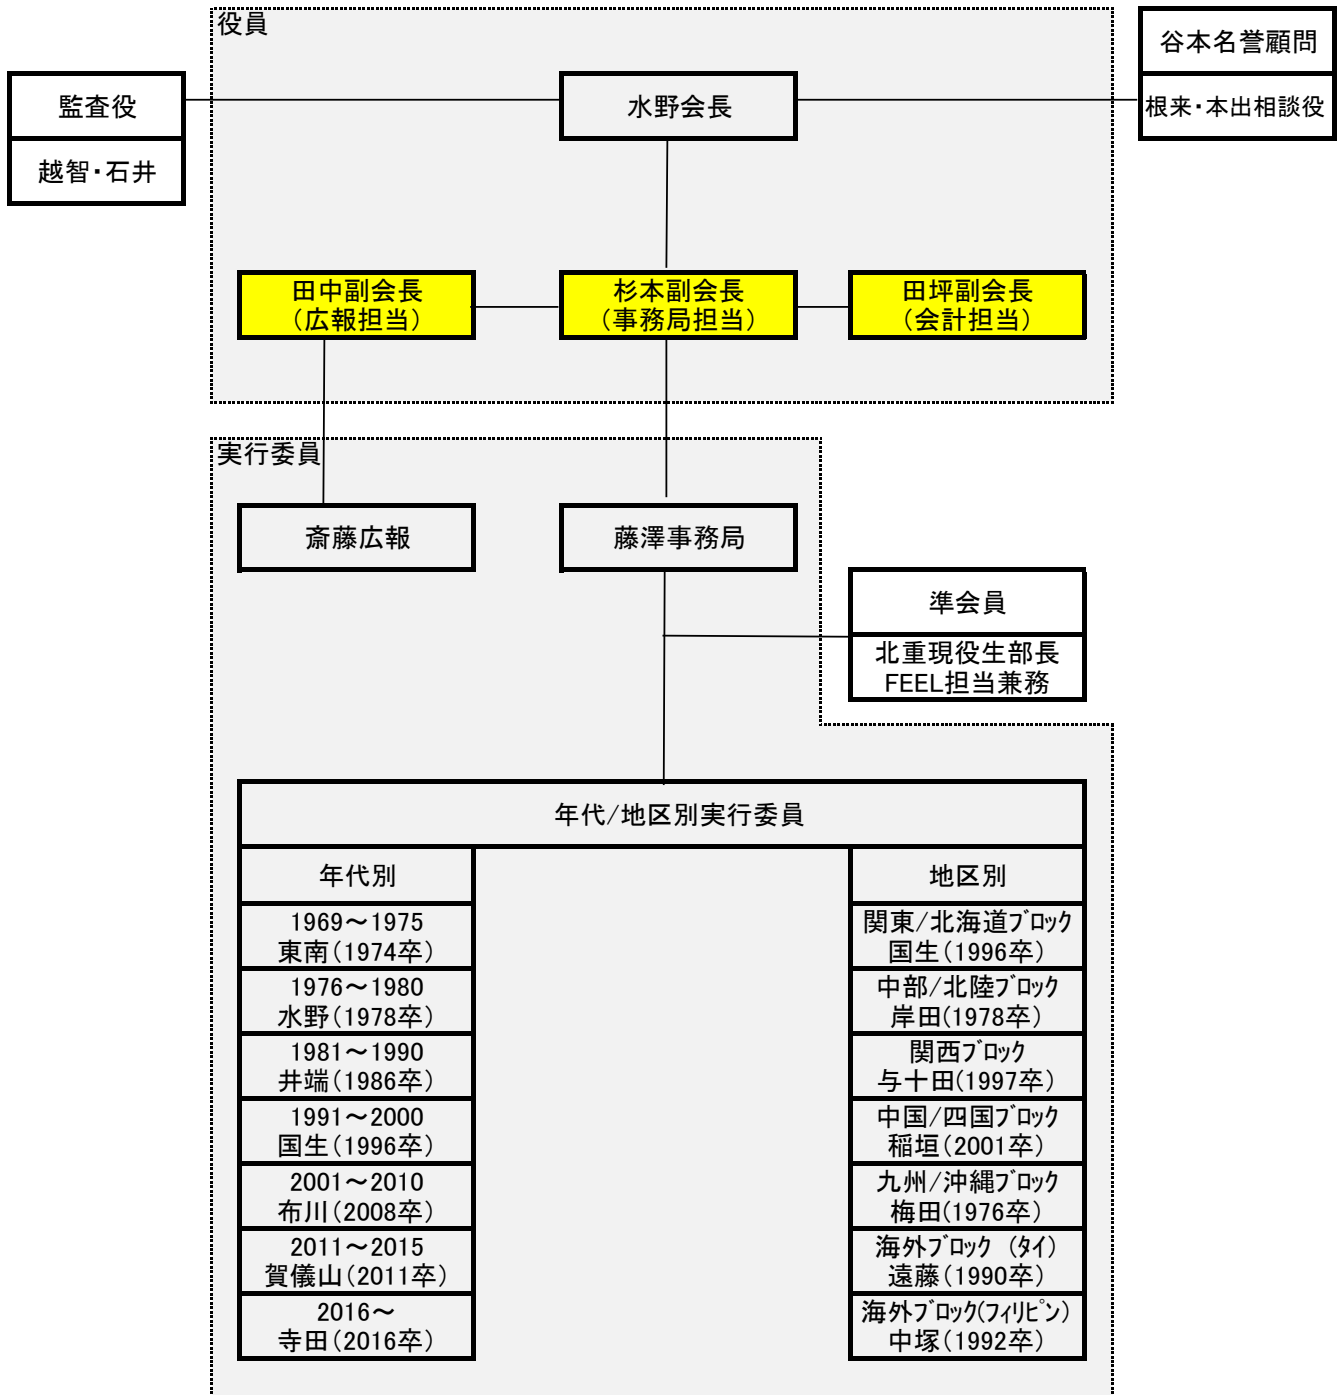 役員
谷本名誉顧問
根来・本出相談役
監査役
越智・石井
水野会長
田中副会長
（広報担当）
杉本副会長
（事務局担当）
田坪副会長
（会計担当）
実行委員
斎藤広報
藤澤事務局
準会員
北重現役生部長
FEEL担当兼務
年代/地区別実行委員
年代別
1969～1975
東南（1974卒）
1976～1980
水野（1978卒）
1981～1990
井端（1986卒）
1991～2000
国生（1996卒）
2001～2010
布川（2008卒）
2011～2015
賀儀山（2011卒）
2016～
寺田（2016卒）
地区別
関東/北海道ﾌﾞﾛｯｸ
国生（1996卒）
中部/北陸ﾌﾞﾛｯｸ
岸田(1978卒）
関西ﾌﾞﾛｯｸ
与十田(1997卒）
中国/四国ﾌﾞﾛｯｸ
稲垣（2001卒）
九州/沖縄ﾌﾞﾛｯｸ
梅田(1976卒）
海外ﾌﾞﾛｯｸ （ﾀｲ）
遠藤（1990卒）
海外ﾌﾞﾛｯｸ(ﾌｨﾘﾋﾟﾝ）
中塚（1992卒）